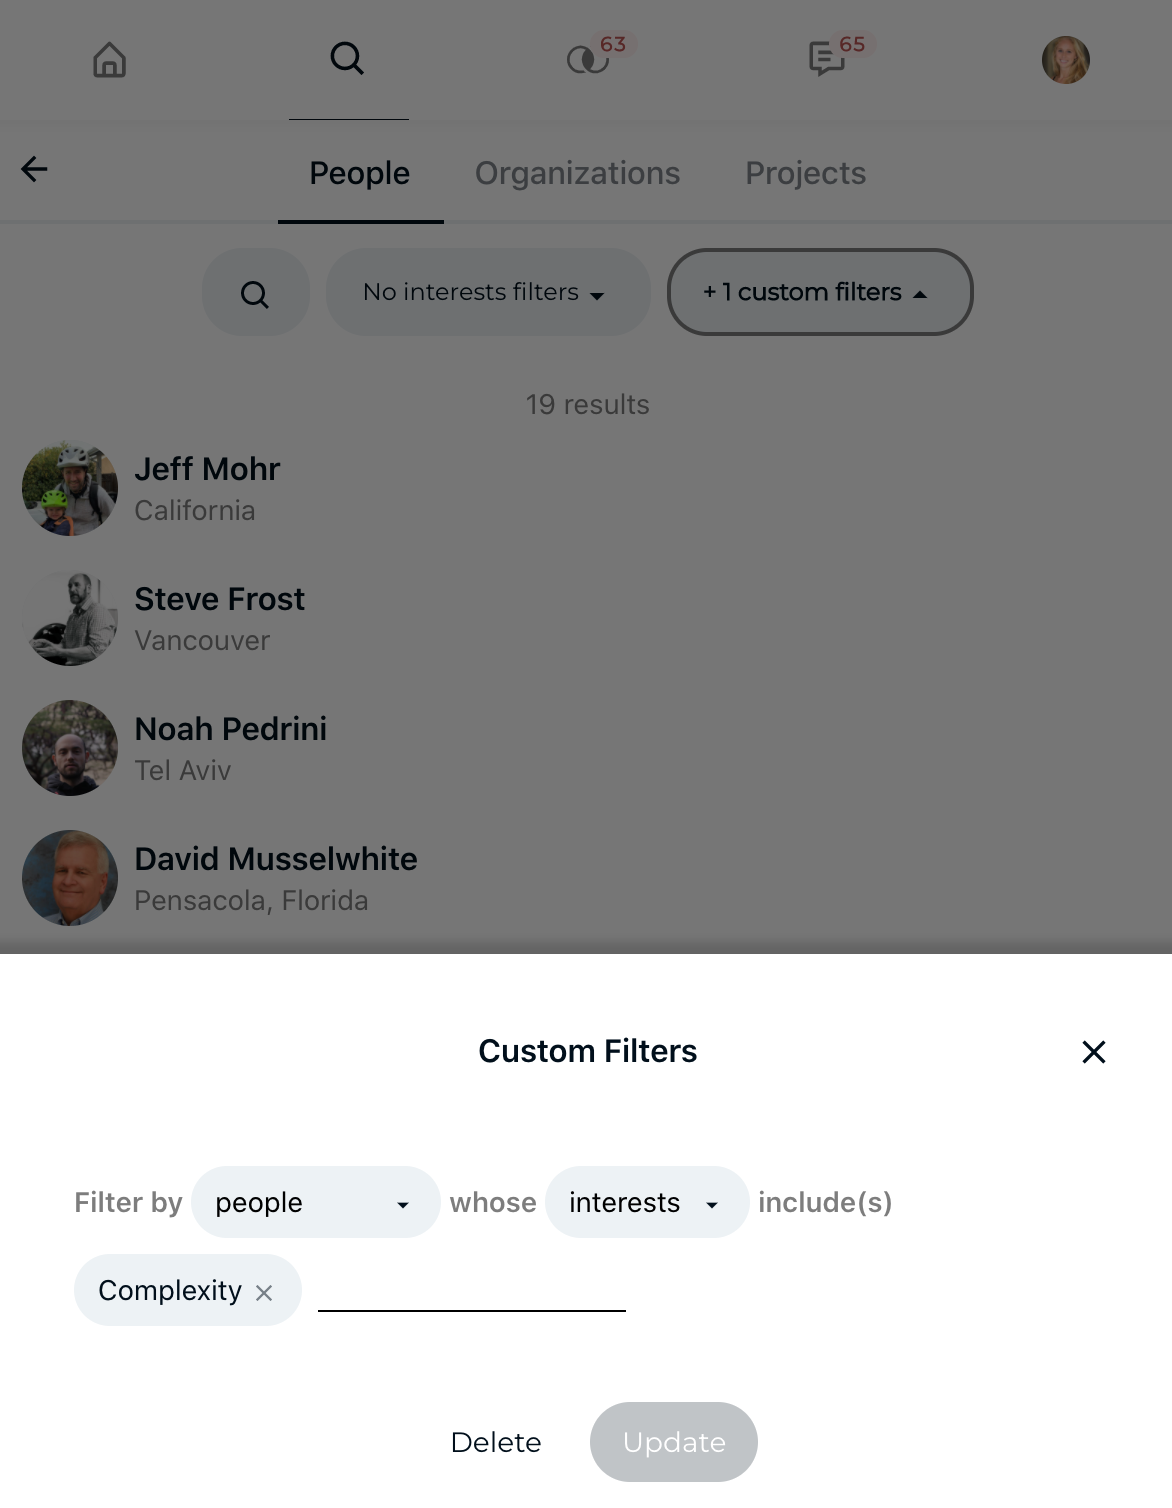 63
65
People Organizations Projects
No interests filters + 1 custom filters
19 results
Jeff Mohr
California
Steve Frost
Vancouver
Noah Pedrini
Tel Aviv
David Musselwhite
Pensacola, Florida
Custom Filters
Filter by people whose interests include(s)
Complexity
Delete Update